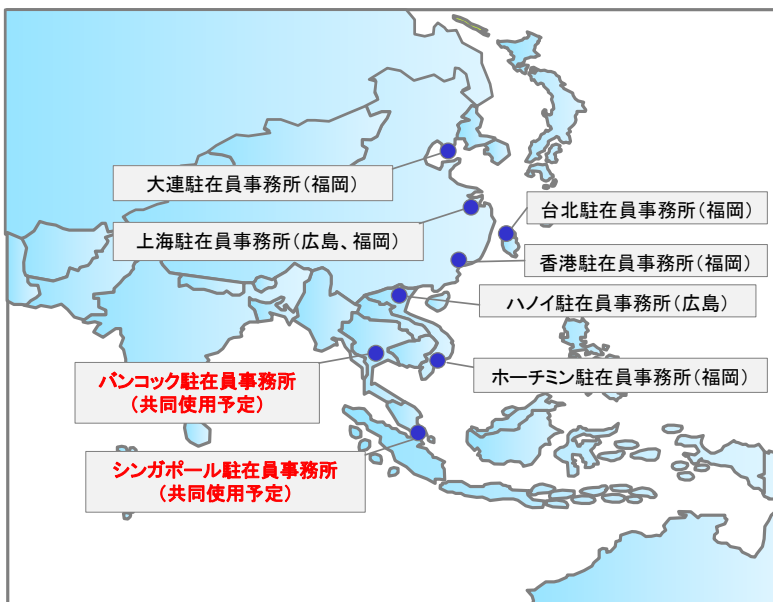 大連駐在員事務所（福岡）
上海駐在員事務所（広島、福岡）
台北駐在員事務所（福岡）
香港駐在員事務所（福岡）
ハノイ駐在員事務所（広島）
バンコック駐在員事務所
（共同使用予定）
ホーチミン駐在員事務所（福岡）
シンガポール駐在員事務所
（共同使用予定）